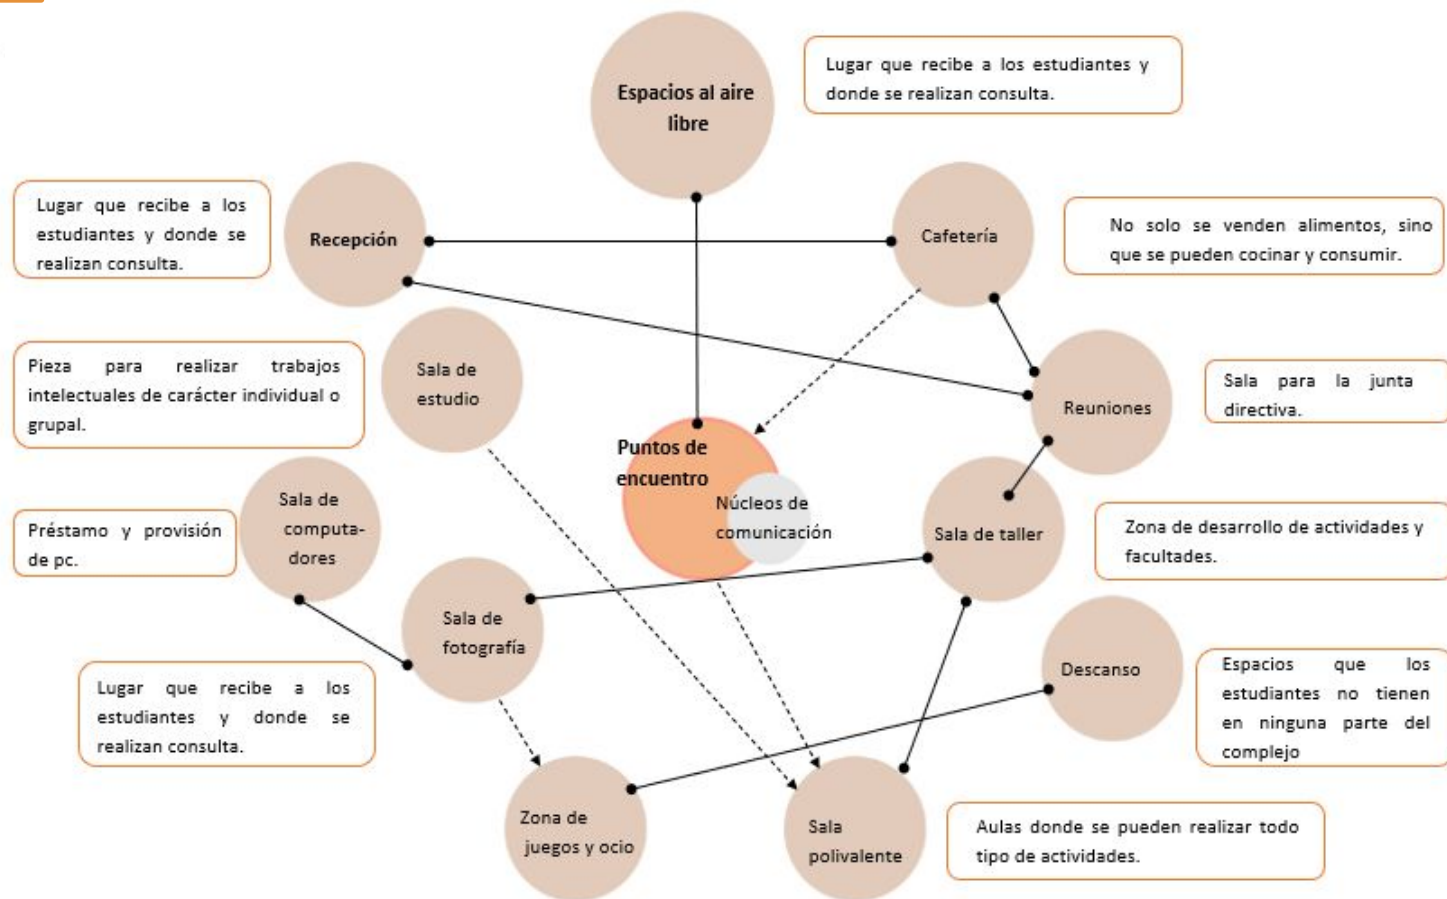 Espacios al aire
libre
Lugar que recibe a los estudiantes y
donde se realizan consulta.
Lugar que recibe a los
estudiantes y donde se
realizan consulta.
Recepción
Cafetería
No solo se venden alimentos, sino
que se pueden cocinar y consumir.
Pieza para realizar trabajos
intelectuales de carácter individual o
grupal.
Sala de
estudio
Reuniones
Sala para la junta
directiva.
Puntos de
encuentro
Núcleos de
comunicación
Préstamo y provisión
de pc.
Sala de
computa-
dores
Sala de taller
Zona de desarrollo de actividades y
facultades.
Sala de
fotografía
Lugar que recibe a los
estudiantes y donde se
realizan consulta.
Descanso
Espacios que los
estudiantes no tienen
en ninguna parte del
complejo
Zona de
juegos y ocio
Sala
polivalente
Aulas donde se pueden realizar todo
tipo de actividades.